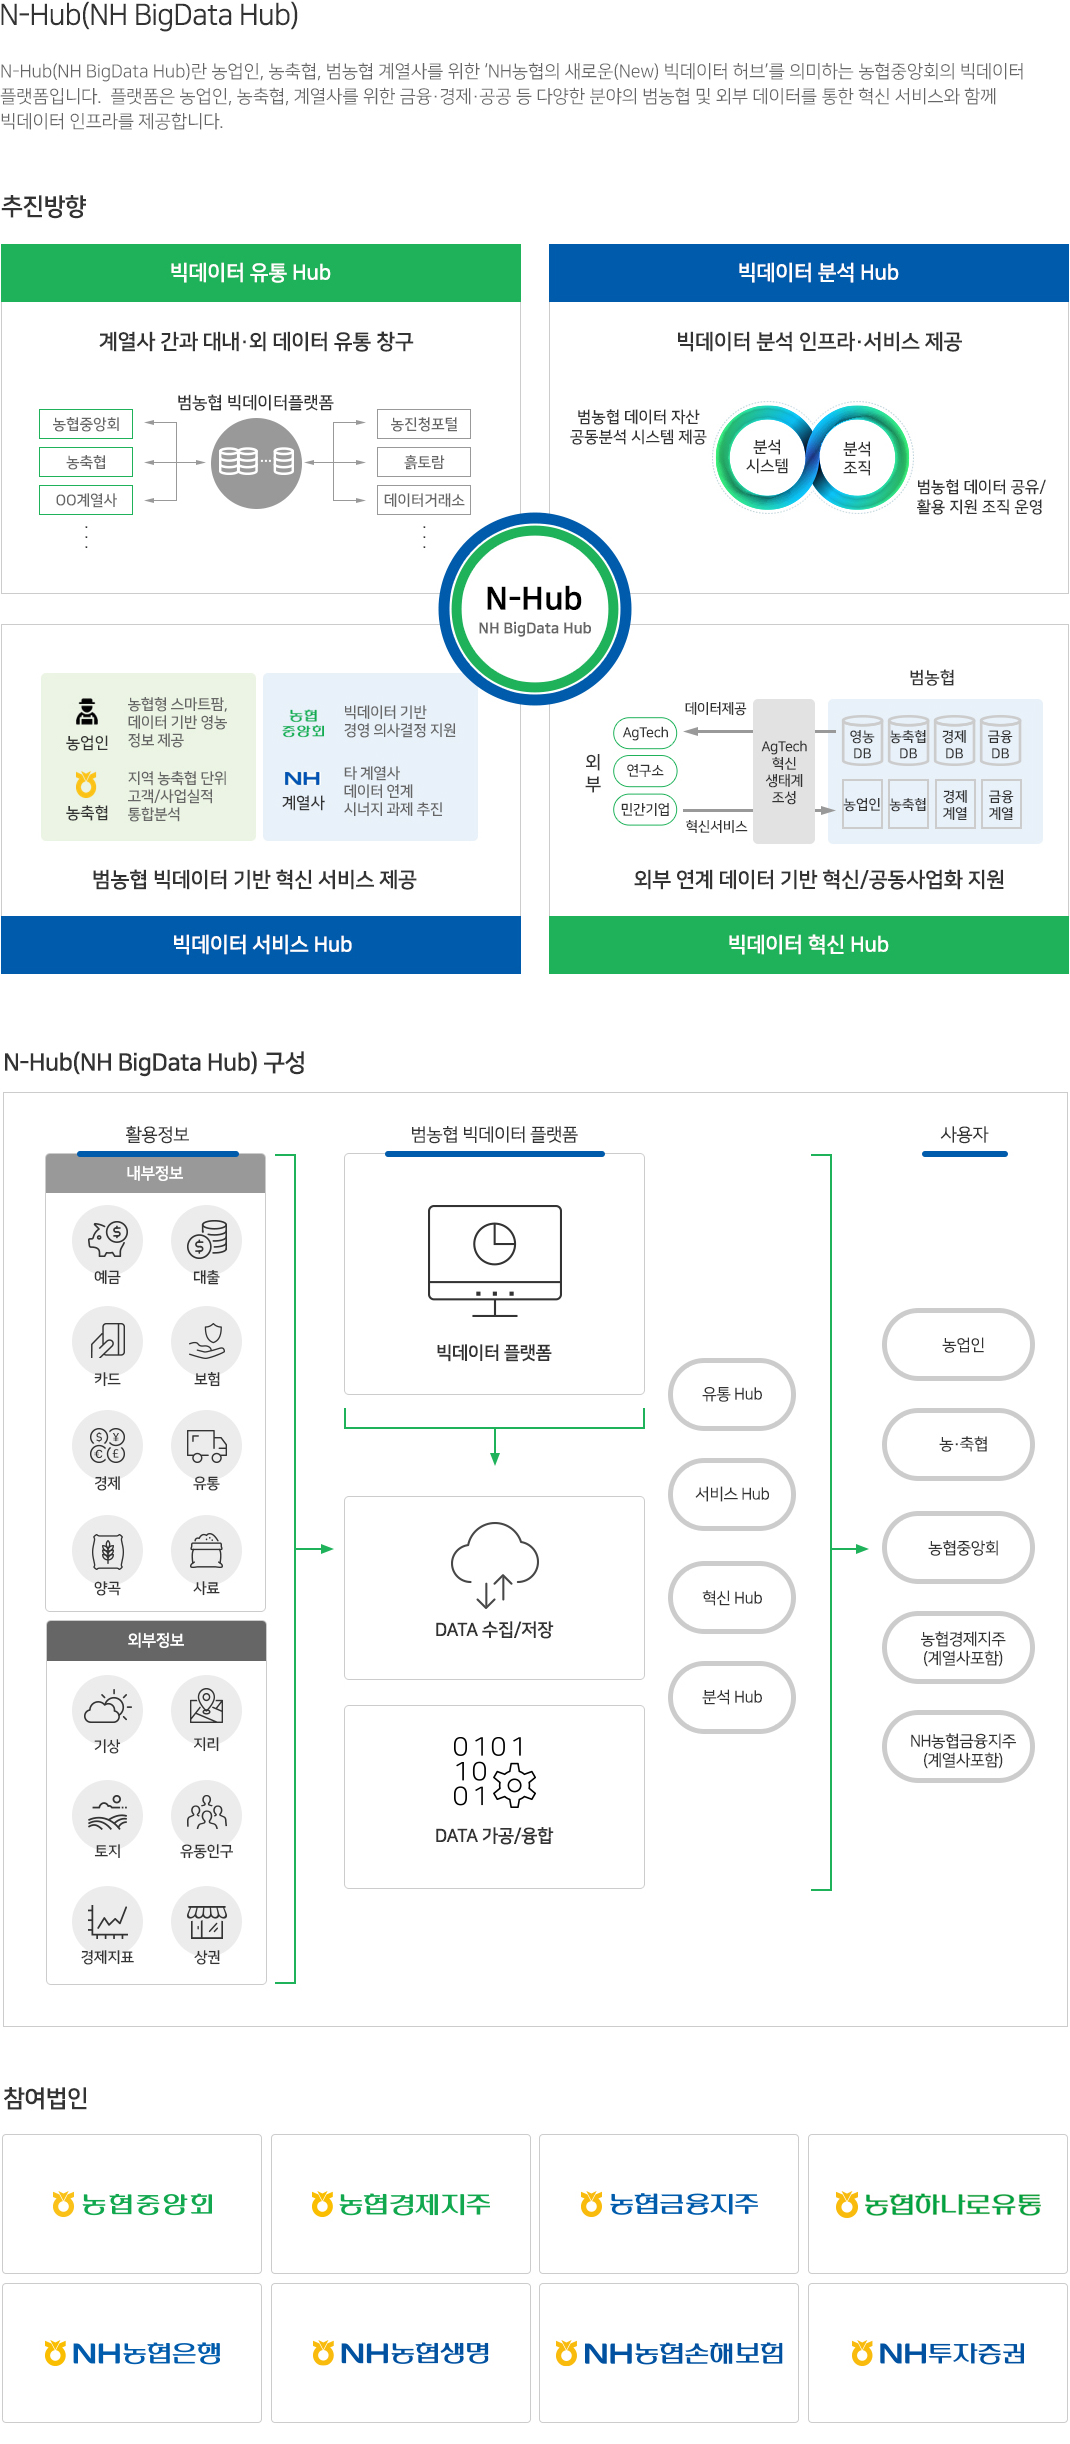 N-Hub(NH BigData Hub)
N-Hub(NH BigData Hub)란 농업인, 농축협, 범농협 계열사를 위한 ‘NH농협의 새로운(New) 빅데이터 허브’를 의미하는 농협중앙회의 빅데이터
플랫폼입니다. 플랫폼은 농업인, 농축협, 계열사를 위한 금융·경제·공공 등 다양한 분야의 범농협 및 외부 데이터를 통한 혁신 서비스와 함께
빅데이터 인프라를 제공합니다.
추진방향
빅데이터 유통 Hub
계열사 간과 대내·외 데이터 유통 창구
범농협 빅데이터플랫폼
농협중앙회
농축협
OO계열사
농진청포털
흙토람
데이터거래소
빅데이터 분석 Hub
빅데이터 분석 인프라·서비스 제공
범농협 데이터 자산
공동분석 시스템 제공
분석
시스템
분석
조직
범농협 데이터 공유/
활용 지원 조직 운영
N-Hub
NH BigData Hub
농업인
농협형 스마트팜,
데이터 기반 영농
정보 제공
농축협
지역 농축협 단위
고객/사업실적
통합분석
농협
중앙회
빅데이터 기반
경영 의사결정 지원
NH
계열사
타 계열사
데이터 연계
시너지 과제 추진
범농협 빅데이터 기반 혁신 서비스 제공
빅데이터 서비스 Hub
범농협
외
부
AgTech
연구소
민간기업
데이터제공
혁신서비스
AgTech
혁신
생태계
조성
영농
DB
농축협
DB
경제
DB
금융
DB
농업인
농축협
경제
계열
금융
계열
외부 연계 데이터 기반 혁신/공동사업화 지원
빅데이터 혁신 Hub
N-Hub(NH BigData Hub) 구성
활용정보
내부정보
예금
대출
카드
보험
경제
유통
양곡
사료
외부정보
기상
지리
토지
유동인구
경제지표
상권
범농협 빅데이터 플랫폼
빅데이터 플랫폼
DATA 수집/저장
0101
10
01
DATA 가공/융합
유통 Hub
서비스 Hub
혁신 Hub
분석 Hub
사용자
농업인
농·축협
농협중앙회
농협경제지주
(계열사포함)
NH농협금융지주
(계열사포함)
참여법인
농협중앙회
농협경제지주
농협금융지주
농협하나로유통
NH농협은행
NH농협생명
NH농협손해보험
NH투자증권